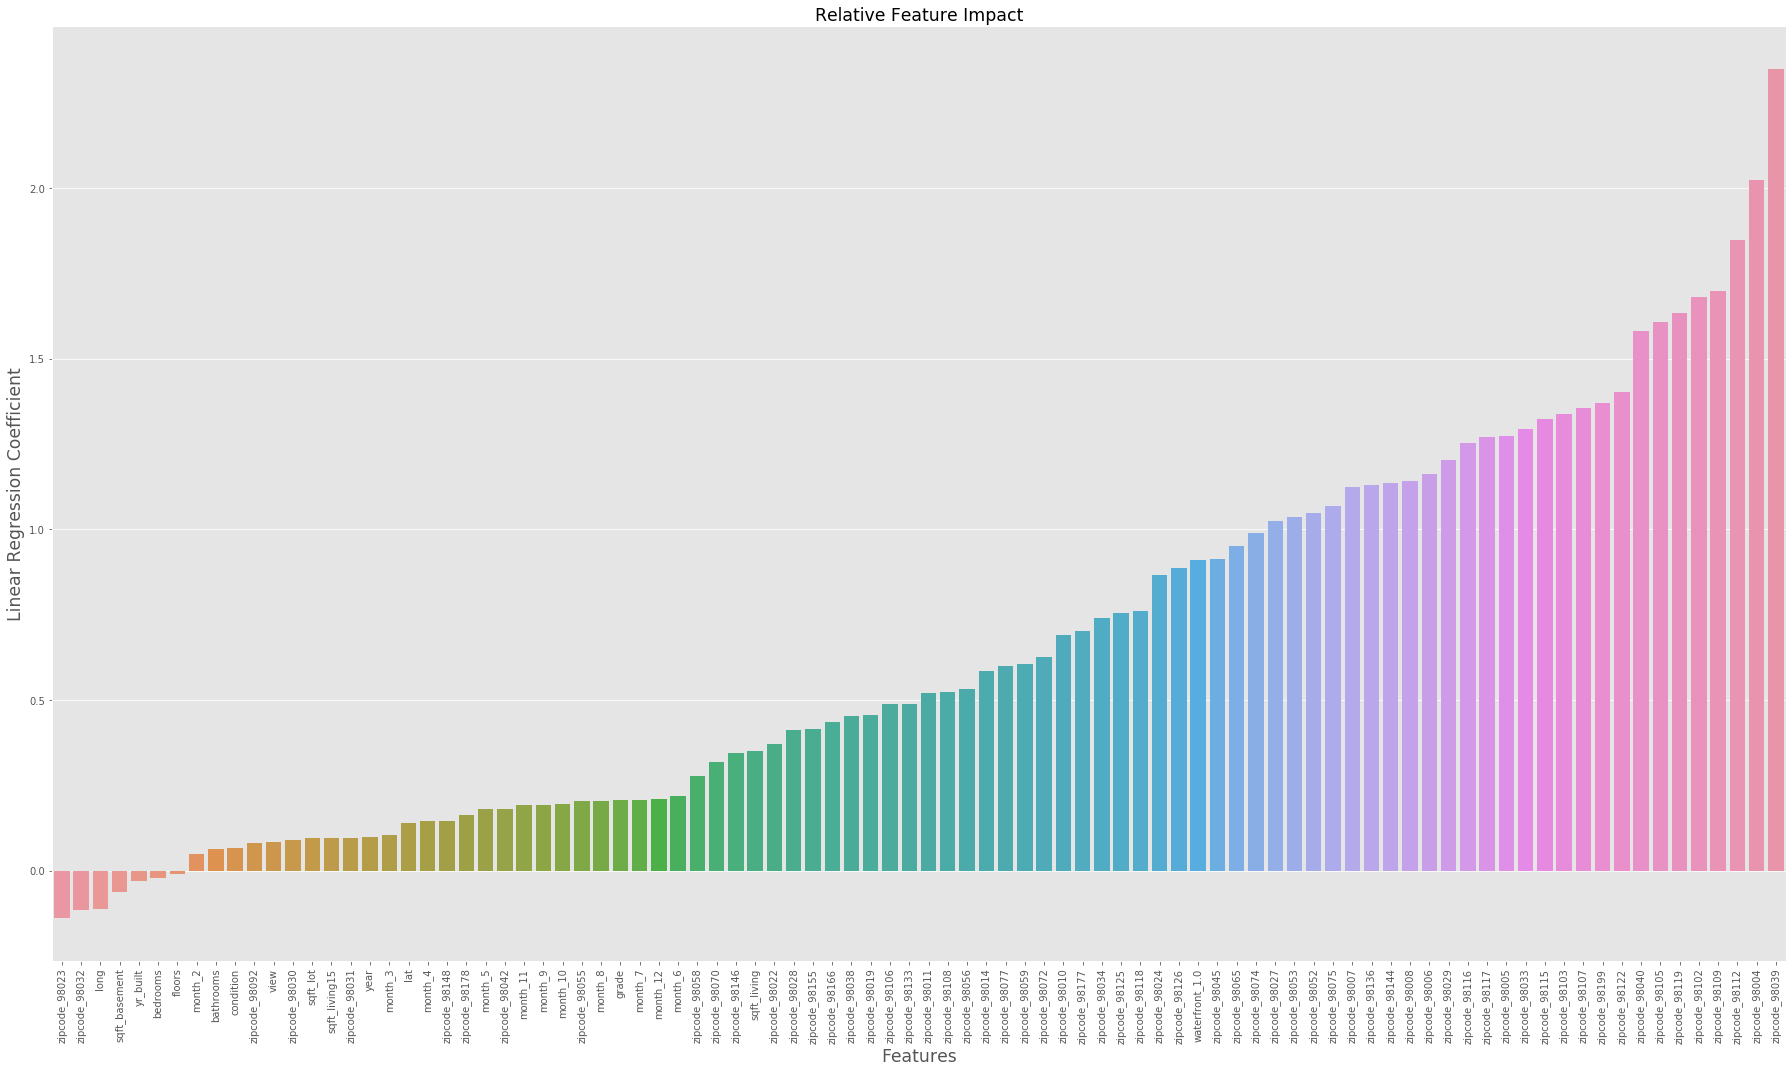 Relative Feature Impact
Linear Regression Coefficient
2.0
1.5
1.0
0.5
0.0
zipcode_98023
zipcode_98032
long
sqft_basement
yr_built
bedrooms
floors
month_2
bathrooms
condition
zipcode_98092
view
zipcode_98030
sqft_lot
sqft_living15
zipcode_98031
year
month_3
lat
month_4
zipcode_98148
zipcode_98178
month_5
zipcode_98042
month_11
month_9
month_10
zipcode_98055
month_8
grade
month_7
month_12
month_6
zipcode_98058
zipcode_98070
zipcode_98146
sqft_living
zipcode_98022
zipcode_98028
zipcode_98155
zipcode_98166
zipcode_98038
zipcode_98019
zipcode_98106
zipcode_98133
zipcode_98011
zipcode_98108
zipcode_98056
zipcode_98014
zipcode_98077
zipcode_98059
zipcode_98072
zipcode_98010
zipcode_98177
zipcode_98034
zipcode_98125
zipcode_98118
zipcode_98024
zipcode_98126
waterfront_1.0
zipcode_98045
zipcode_98065
zipcode_98074
zipcode_98027
zipcode_98053
zipcode_98052
zipcode_98075
zipcode_98007
zipcode_98136
zipcode_98144
zipcode_98008
zipcode_98006
zipcode_98029
zipcode_98116
zipcode_98117
zipcode_98005
zipcode_98033
zipcode_98115
zipcode_98103
zipcode_98107
zipcode_98199
zipcode_98122
zipcode_98040
zipcode_98105
zipcode_98119
zipcode_98102
zipcode_98109
zipcode_98112
zipcode_98004
zipcode_98039
Features